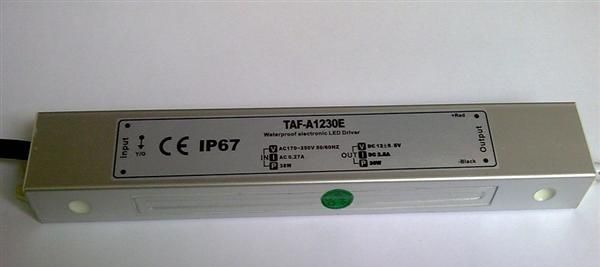 TAF-A1230E
Waterproof electronic LED Driver
Input
Y/G
CE IP67
IN
V AC170~250V 50/60HZ
I AC 0.27A
P 36W
OUT
V DC 12±0.5V
I DC 2.5A
P 30W
+Red
-Black
Output